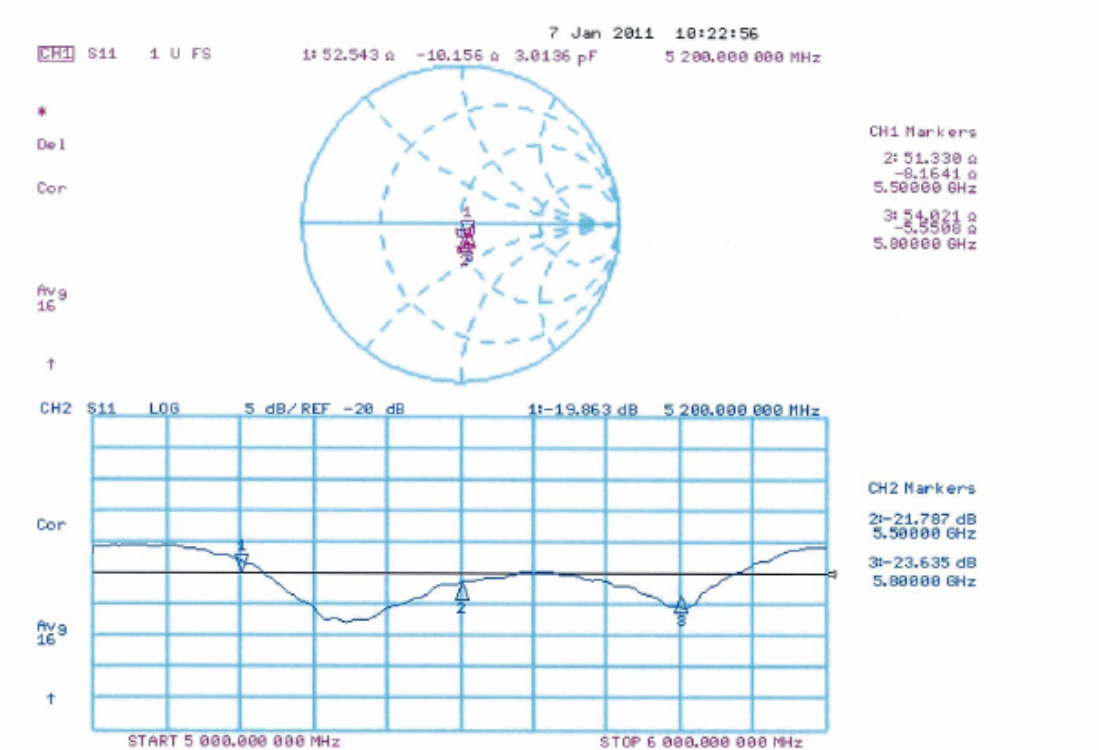 7 Jan 2011 10:22:56
CH1 S11 1 U FS 1: 52.543 Ω -10.156 Ω 3.0136 pF 5 200.000 000 MHz
*
Del
Cor
Avg
16
↑
1
CH1 Markers
2: 51.330 Ω
-8.1641 Ω
5.50000 GHz
3: 54.021 Ω
-5.5508 Ω
5.80000 GHz
CH2 S11 LOG 5 dB/REF -20 dB 1:-19.863 dB 5 200.000 000 MHz
Cor
Avg
16
↑
1
2
3
CH2 Markers
2:-21.787 dB
5.50000 GHz
3:-23.635 dB
5.80000 GHz
START 5 000.000 000 MHz STOP 6 000.000 000 MHz